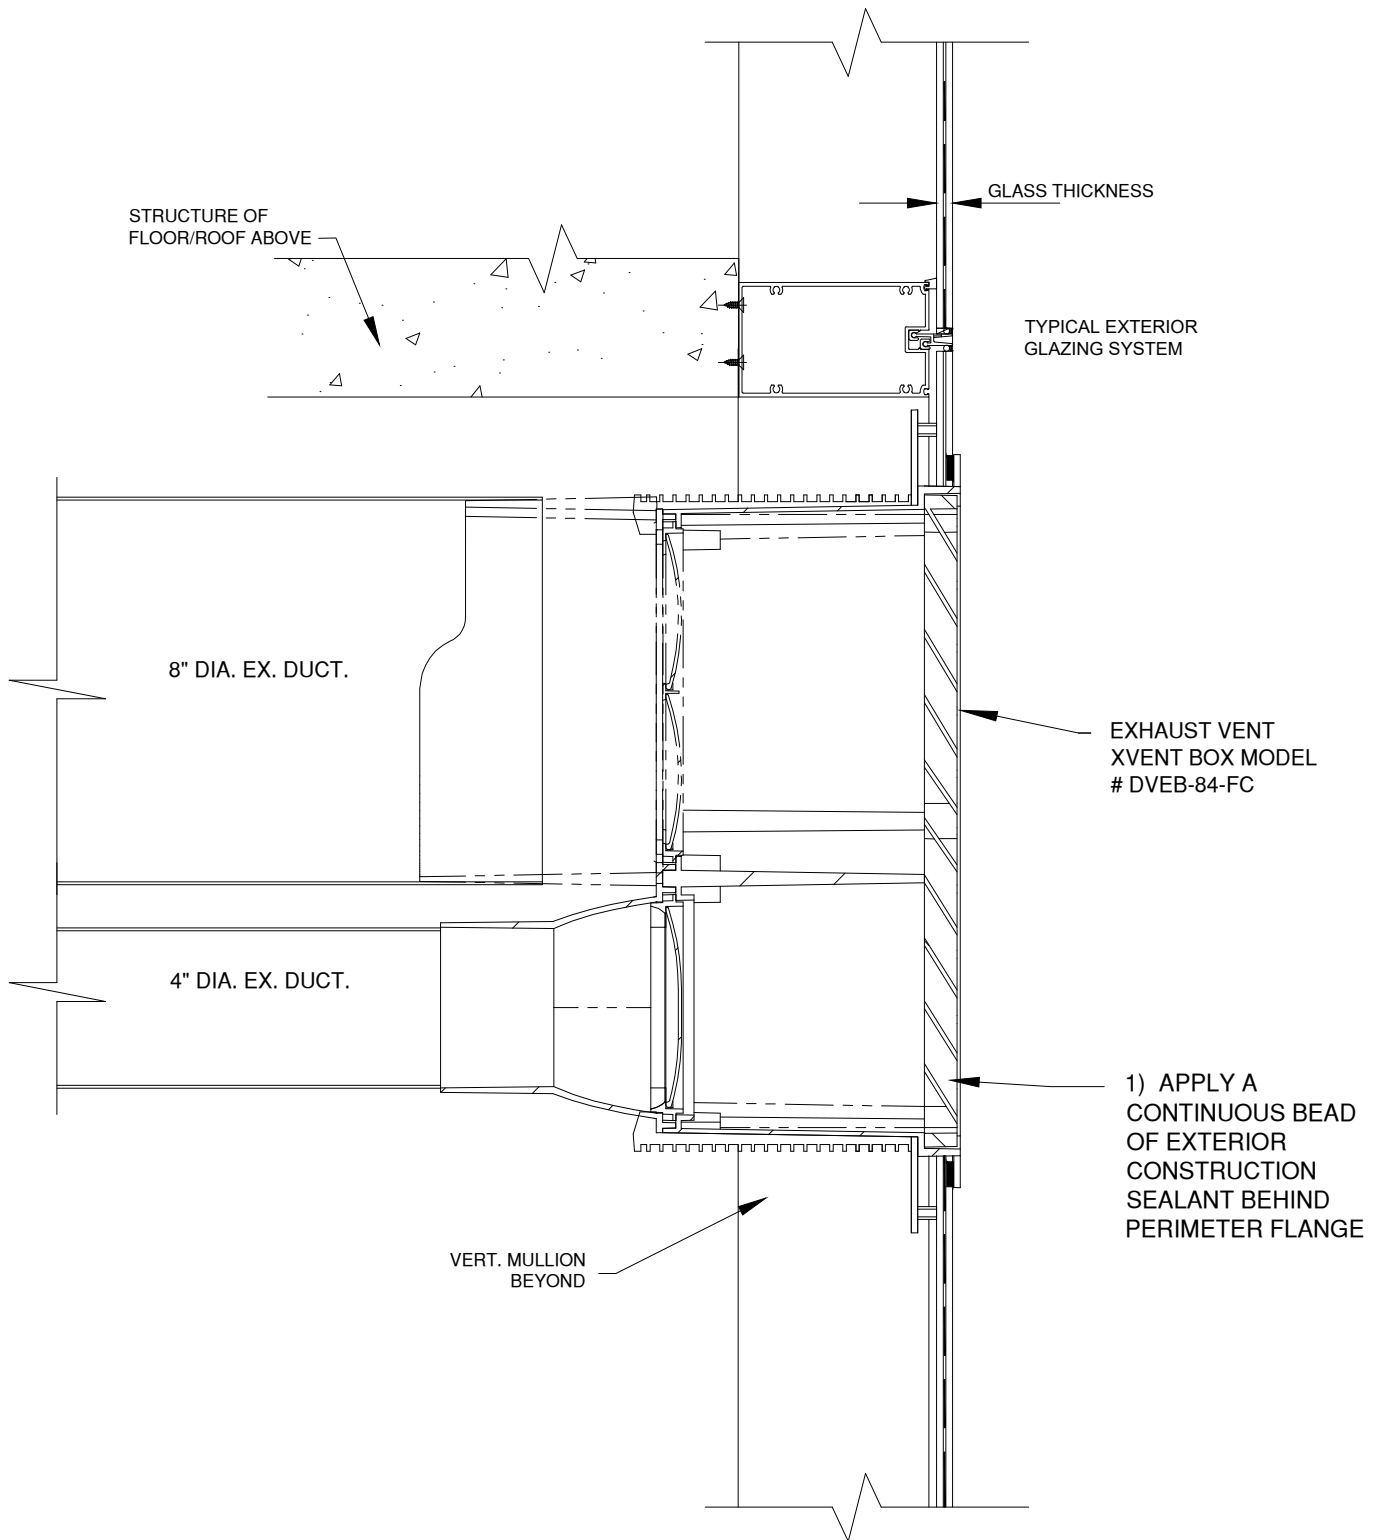 GLASS THICKNESS
STRUCTURE OF
FLOOR/ROOF ABOVE
TYPICAL EXTERIOR
GLAZING SYSTEM
8" DIA. EX. DUCT.
EXHAUST VENT
XVENT BOX MODEL
# DVEB-84-FC
4" DIA. EX. DUCT.
1) APPLY A
CONTINUOUS BEAD
OF EXTERIOR
CONSTRUCTION
SEALANT BEHIND
PERIMETER FLANGE
VERT. MULLION
BEYOND